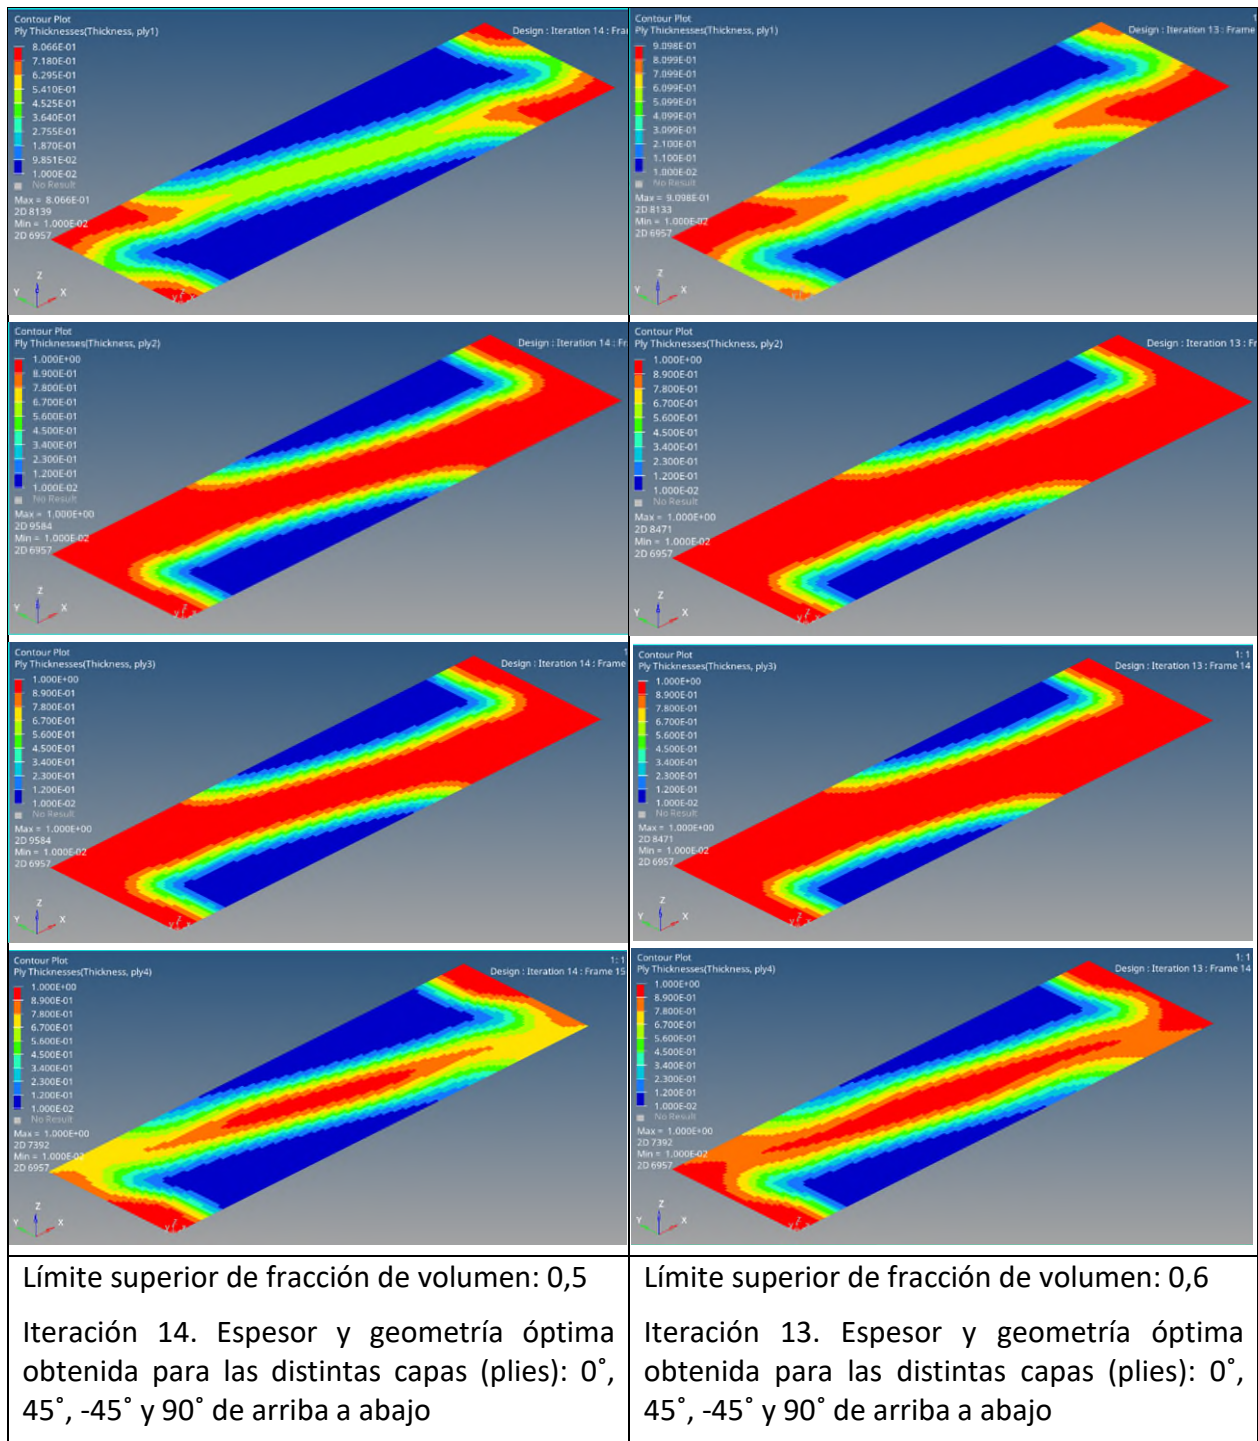 Contour Plot
Ply Thicknesses(Thickness, ply1)
Design : Iteration 14 : Fra
8.066E-01
7.180E-01
6.295E-01
5.410E-01
4.525E-01
3.640E-01
2.755E-01
1.870E-01
9.851E-02
1.000E-02
No Result
Max = 8.066E-01
2D 8139
Min = 1.000E-02
2D 6957
Z
Y X
Contour Plot
Ply Thicknesses(Thickness, ply1)
1
Design : Iteration 13 : Frame
9.098E-01
8.099E-01
7.099E-01
6.099E-01
5.099E-01
4.099E-01
3.099E-01
2.100E-01
1.100E-01
1.000E-02
No Result
Max = 9.098E-01
2D 8133
Min = 1.000E-02
2D 6957
Z
Y X
Contour Plot
Ply Thicknesses(Thickness, ply2)
Design : Iteration 14 : Fr
1.000E+00
8.900E-01
7.800E-01
6.700E-01
5.600E-01
4.500E-01
3.400E-01
2.300E-01
1.200E-01
1.000E-02
No Result
Max = 1.000E+00
2D 9584
Min = 1.000E-02
2D 6957
Z
Y X
Contour Plot
Ply Thicknesses(Thickness, ply2)
Design : Iteration 13 : Fr
1.000E+00
8.900E-01
7.800E-01
6.700E-01
5.600E-01
4.500E-01
3.400E-01
2.300E-01
1.200E-01
1.000E-02
No Result
Max = 1.000E+00
2D 8471
Min = 1.000E-02
2D 6957
Z
Y X
Contour Plot
Ply Thicknesses(Thickness, ply3)
1
Design : Iteration 14 : Frame
1.000E+00
8.900E-01
7.800E-01
6.700E-01
5.600E-01
4.500E-01
3.400E-01
2.300E-01
1.200E-01
1.000E-02
No Result
Max = 1.000E+00
2D 9584
Min = 1.000E-02
2D 6957
Z
Y X
Contour Plot
Ply Thicknesses(Thickness, ply3)
1: 1
Design : Iteration 13 : Frame 14
1.000E+00
8.900E-01
7.800E-01
6.700E-01
5.600E-01
4.500E-01
3.400E-01
2.300E-01
1.200E-01
1.000E-02
No Result
Max = 1.000E+00
2D 8471
Min = 1.000E-02
2D 6957
Z
Y X
Contour Plot
Ply Thicknesses(Thickness, ply4)
1: 1
Design : Iteration 14 : Frame 15
1.000E+00
8.900E-01
7.800E-01
6.700E-01
5.600E-01
4.500E-01
3.400E-01
2.300E-01
1.200E-01
1.000E-02
No Result
Max = 1.000E+00
2D 7392
Min = 1.000E-02
2D 6957
Z
Y X
Contour Plot
Ply Thicknesses(Thickness, ply4)
1: 1
Design : Iteration 13 : Frame 14
1.000E+00
8.900E-01
7.800E-01
6.700E-01
5.600E-01
4.500E-01
3.400E-01
2.300E-01
1.200E-01
1.000E-02
No Result
Max = 1.000E+00
2D 7392
Min = 1.000E-02
2D 6957
Z
Y X
Límite superior de fracción de volumen: 0,5
Iteración 14. Espesor y geometría óptima
obtenida para las distintas capas (plies): 0˚,
45˚, -45˚ y 90˚ de arriba a abajo
Límite superior de fracción de volumen: 0,6
Iteración 13. Espesor y geometría óptima
obtenida para las distintas capas (plies): 0˚,
45˚, -45˚ y 90˚ de arriba a abajo